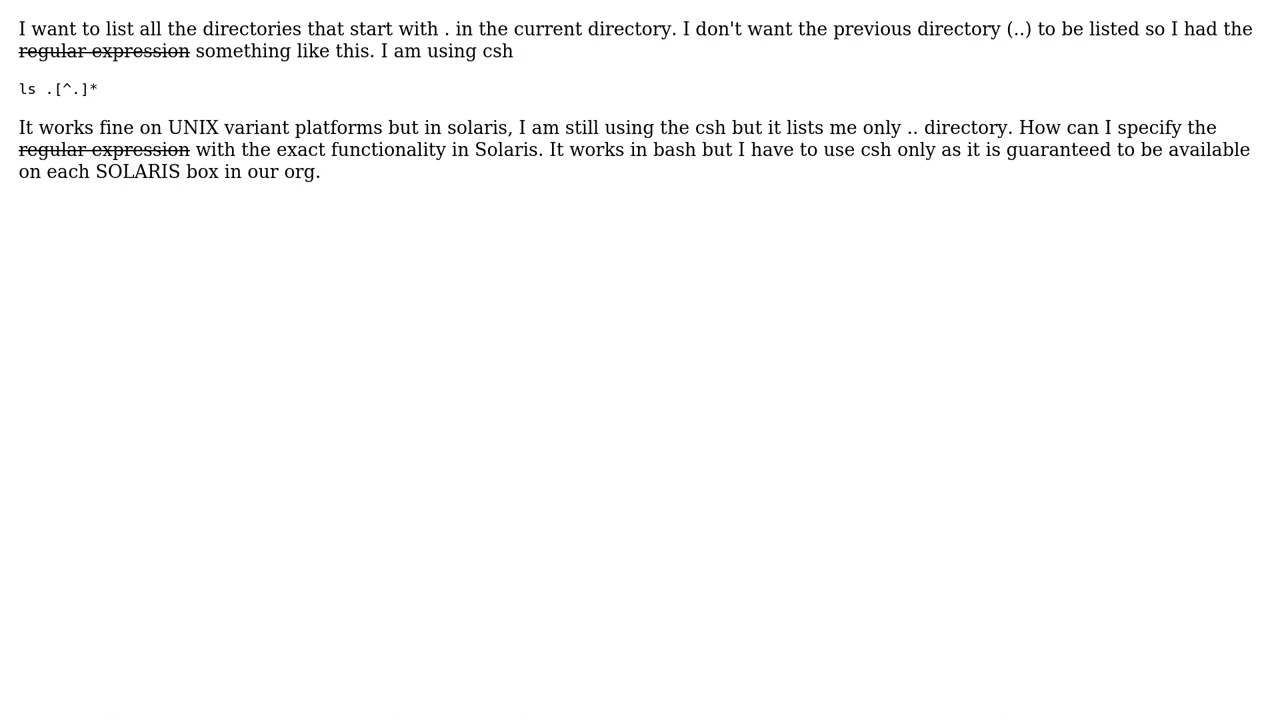 I want to list all the directories that start with . in the current directory. I don't want the previous directory (..) to be listed so I had the
regular expression something like this. I am using csh
ls .[^.]*
It works fine on UNIX variant platforms but in solaris, I am still using the csh but it lists me only .. directory. How can I specify the
regular expression with the exact functionality in Solaris. It works in bash but I have to use csh only as it is guaranteed to be available
on each SOLARIS box in our org.